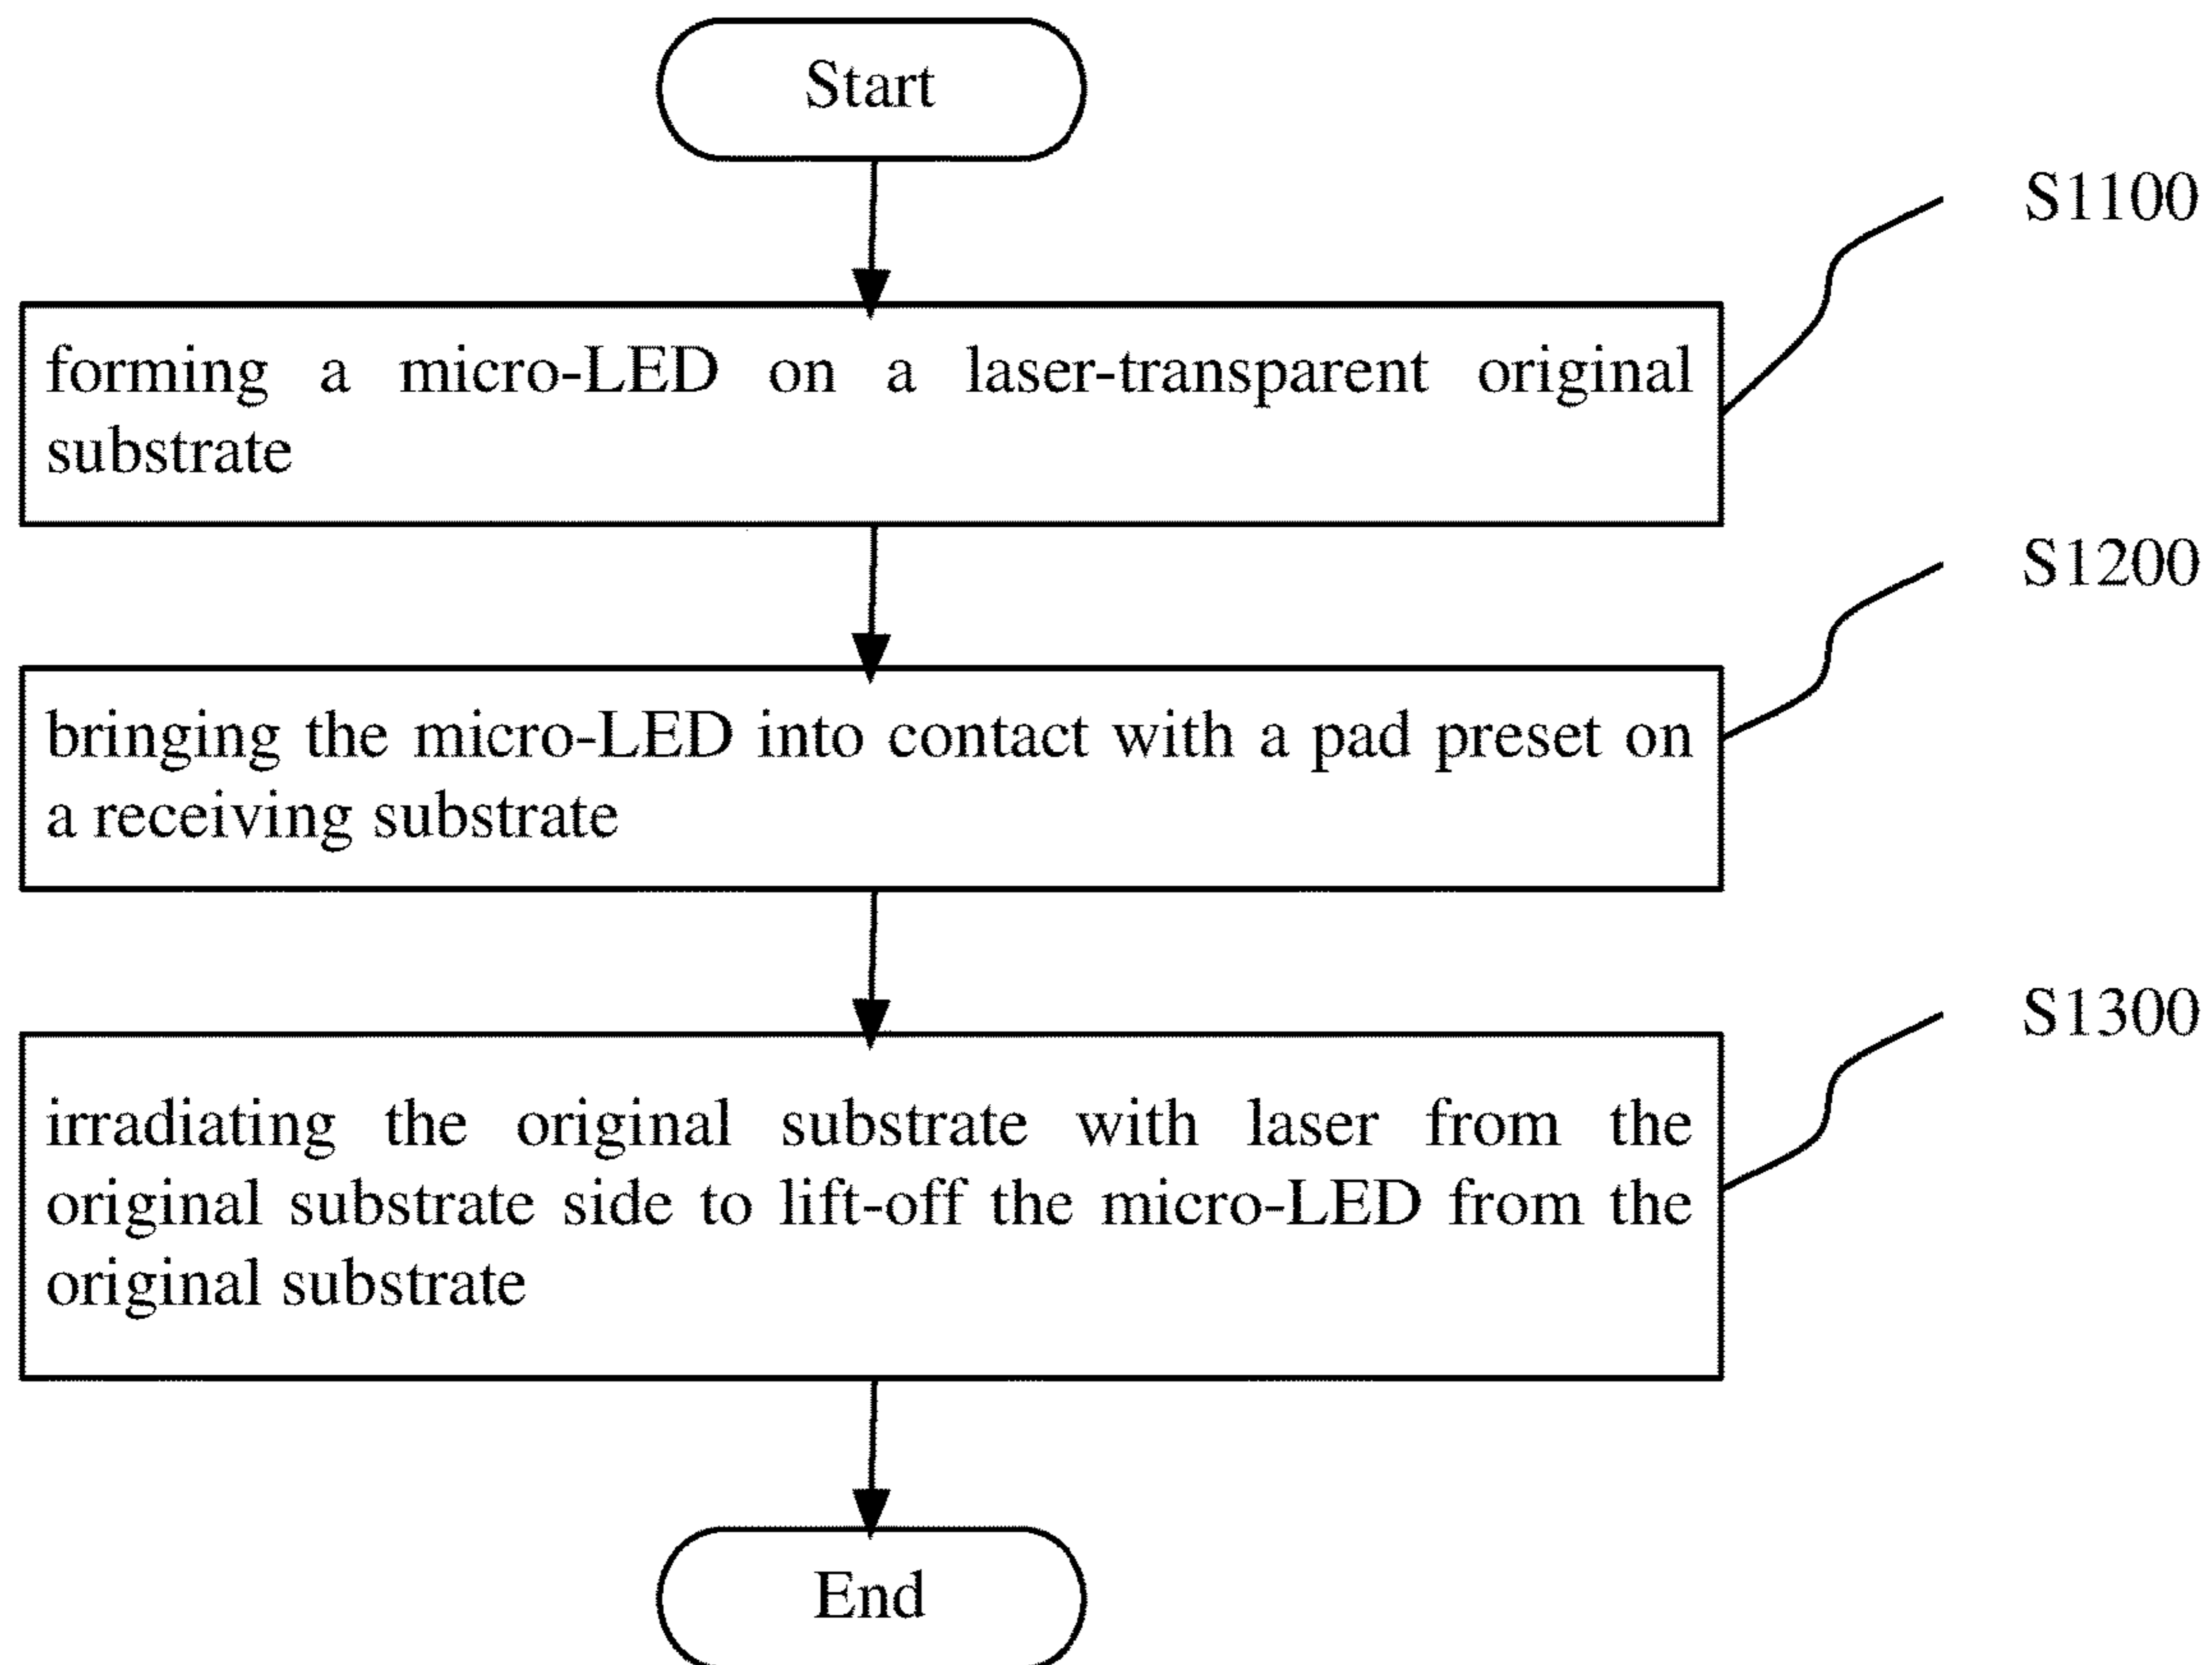 Start
S1100
forming a micro-LED on a laser-transparent original
substrate
S1200
bringing the micro-LED into contact with a pad preset on
a receiving substrate
S1300
irradiating the original substrate with laser from the
original substrate side to lift-off the micro-LED from the
original substrate
End